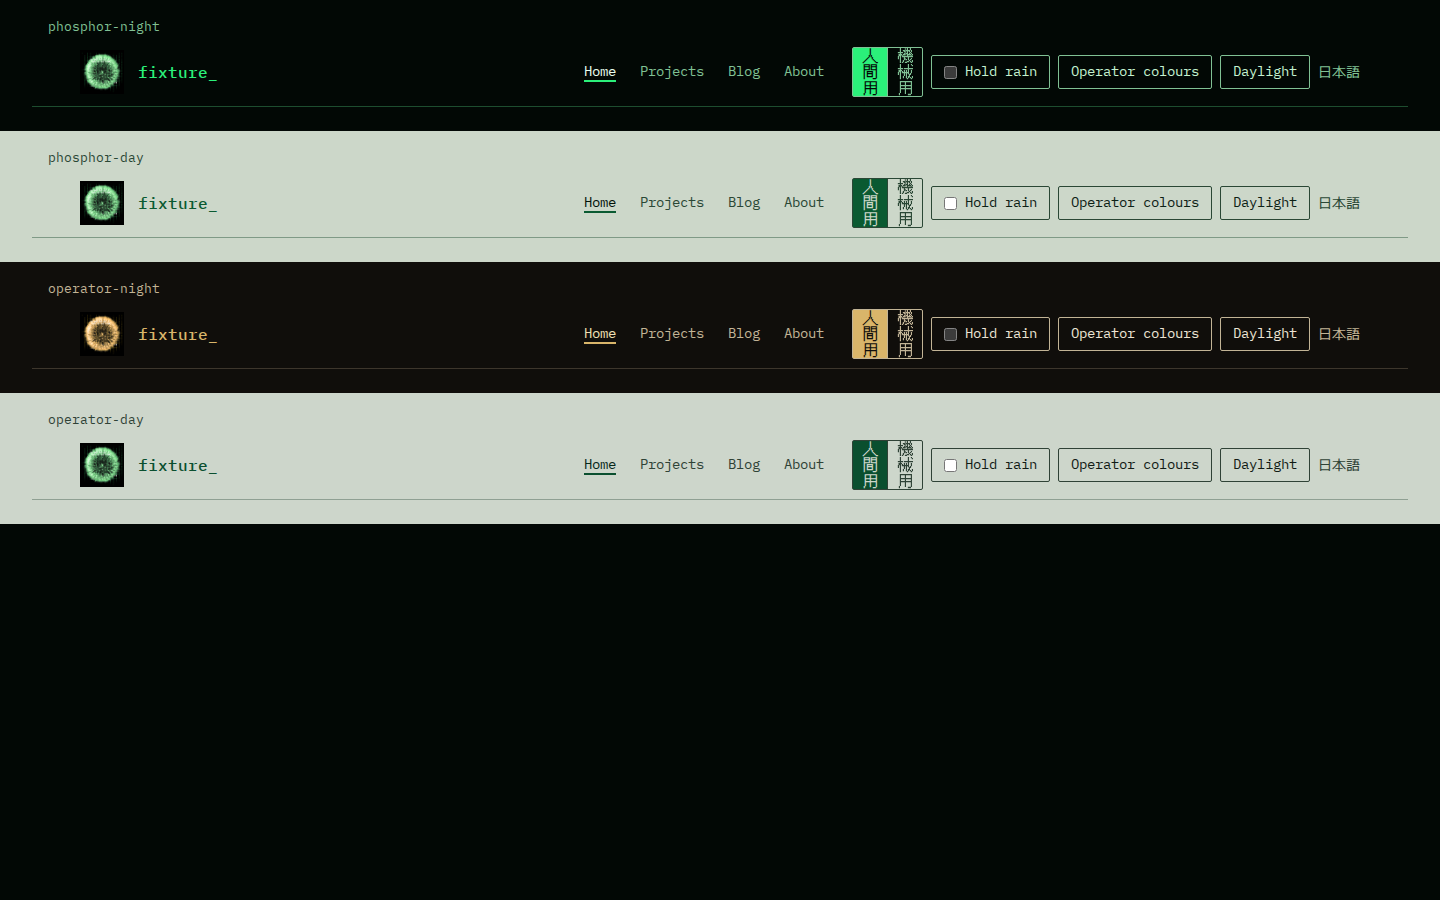 phosphor-night
fixture_ Home Projects Blog About 人間用 機械用 Hold rain Operator colours Daylight 日本語
phosphor-day
fixture_ Home Projects Blog About 人間用 機械用 Hold rain Operator colours Daylight 日本語
operator-night
fixture_ Home Projects Blog About 人間用 機械用 Hold rain Operator colours Daylight 日本語
operator-day
fixture_ Home Projects Blog About 人間用 機械用 Hold rain Operator colours Daylight 日本語